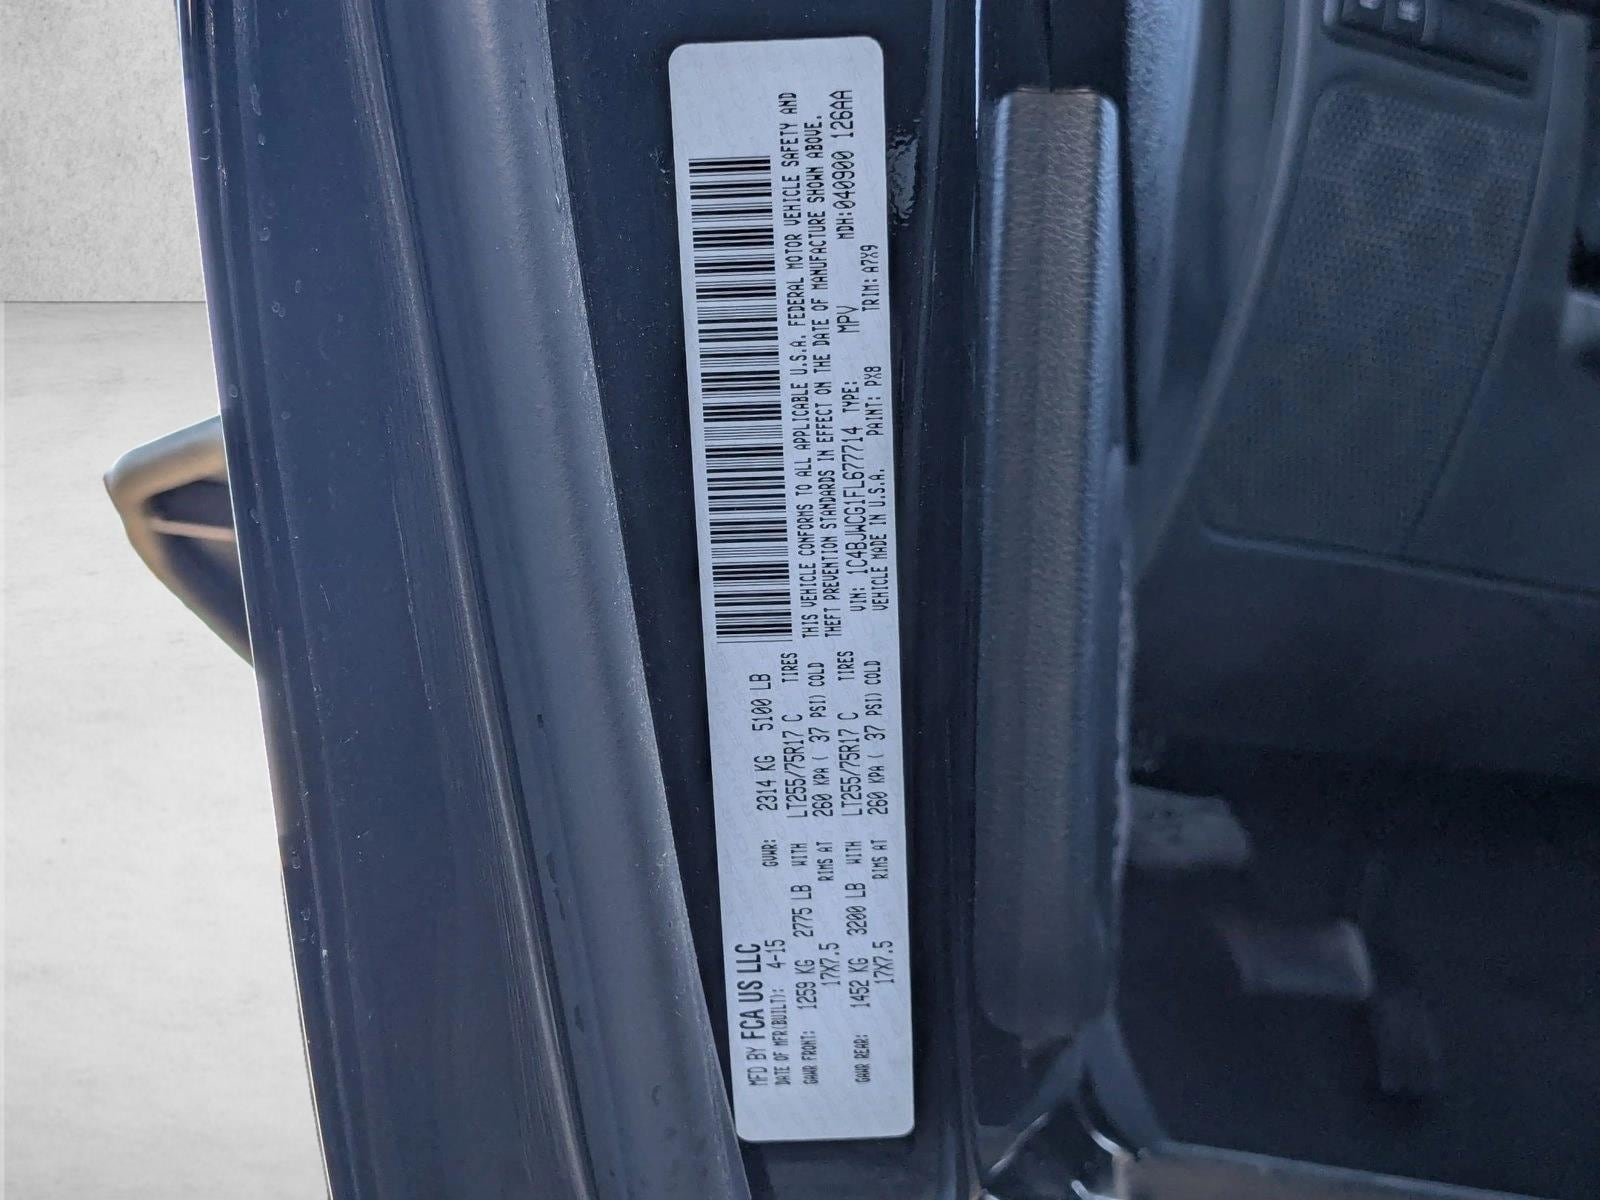 MFD BY FCA US LLC
DATE OF MFR(BUILT): 4-15 GVWR: 2314 KG 5100 LB
GAWR FRONT: 1259 KG 2775 LB WITH LT255/75R17 C TIRES
17X7.5 RIMS AT 260 KPA ( 37 PSI) COLD
GAWR REAR: 1452 KG 3200 LB WITH LT255/75R17 C TIRES
17X7.5 RIMS AT 260 KPA ( 37 PSI) COLD
THIS VEHICLE CONFORMS TO ALL APPLICABLE U.S.A. FEDERAL MOTOR VEHICLE SAFETY AND
THEFT PREVENTION STANDARDS IN EFFECT ON THE DATE OF MANUFACTURE SHOWN ABOVE.
VIN: 1C4BJWCG1FL677714 TYPE: MPV MDH:040900 126AA
VEHICLE MADE IN U.S.A. PAINT: PX8 TRIM: A7X9